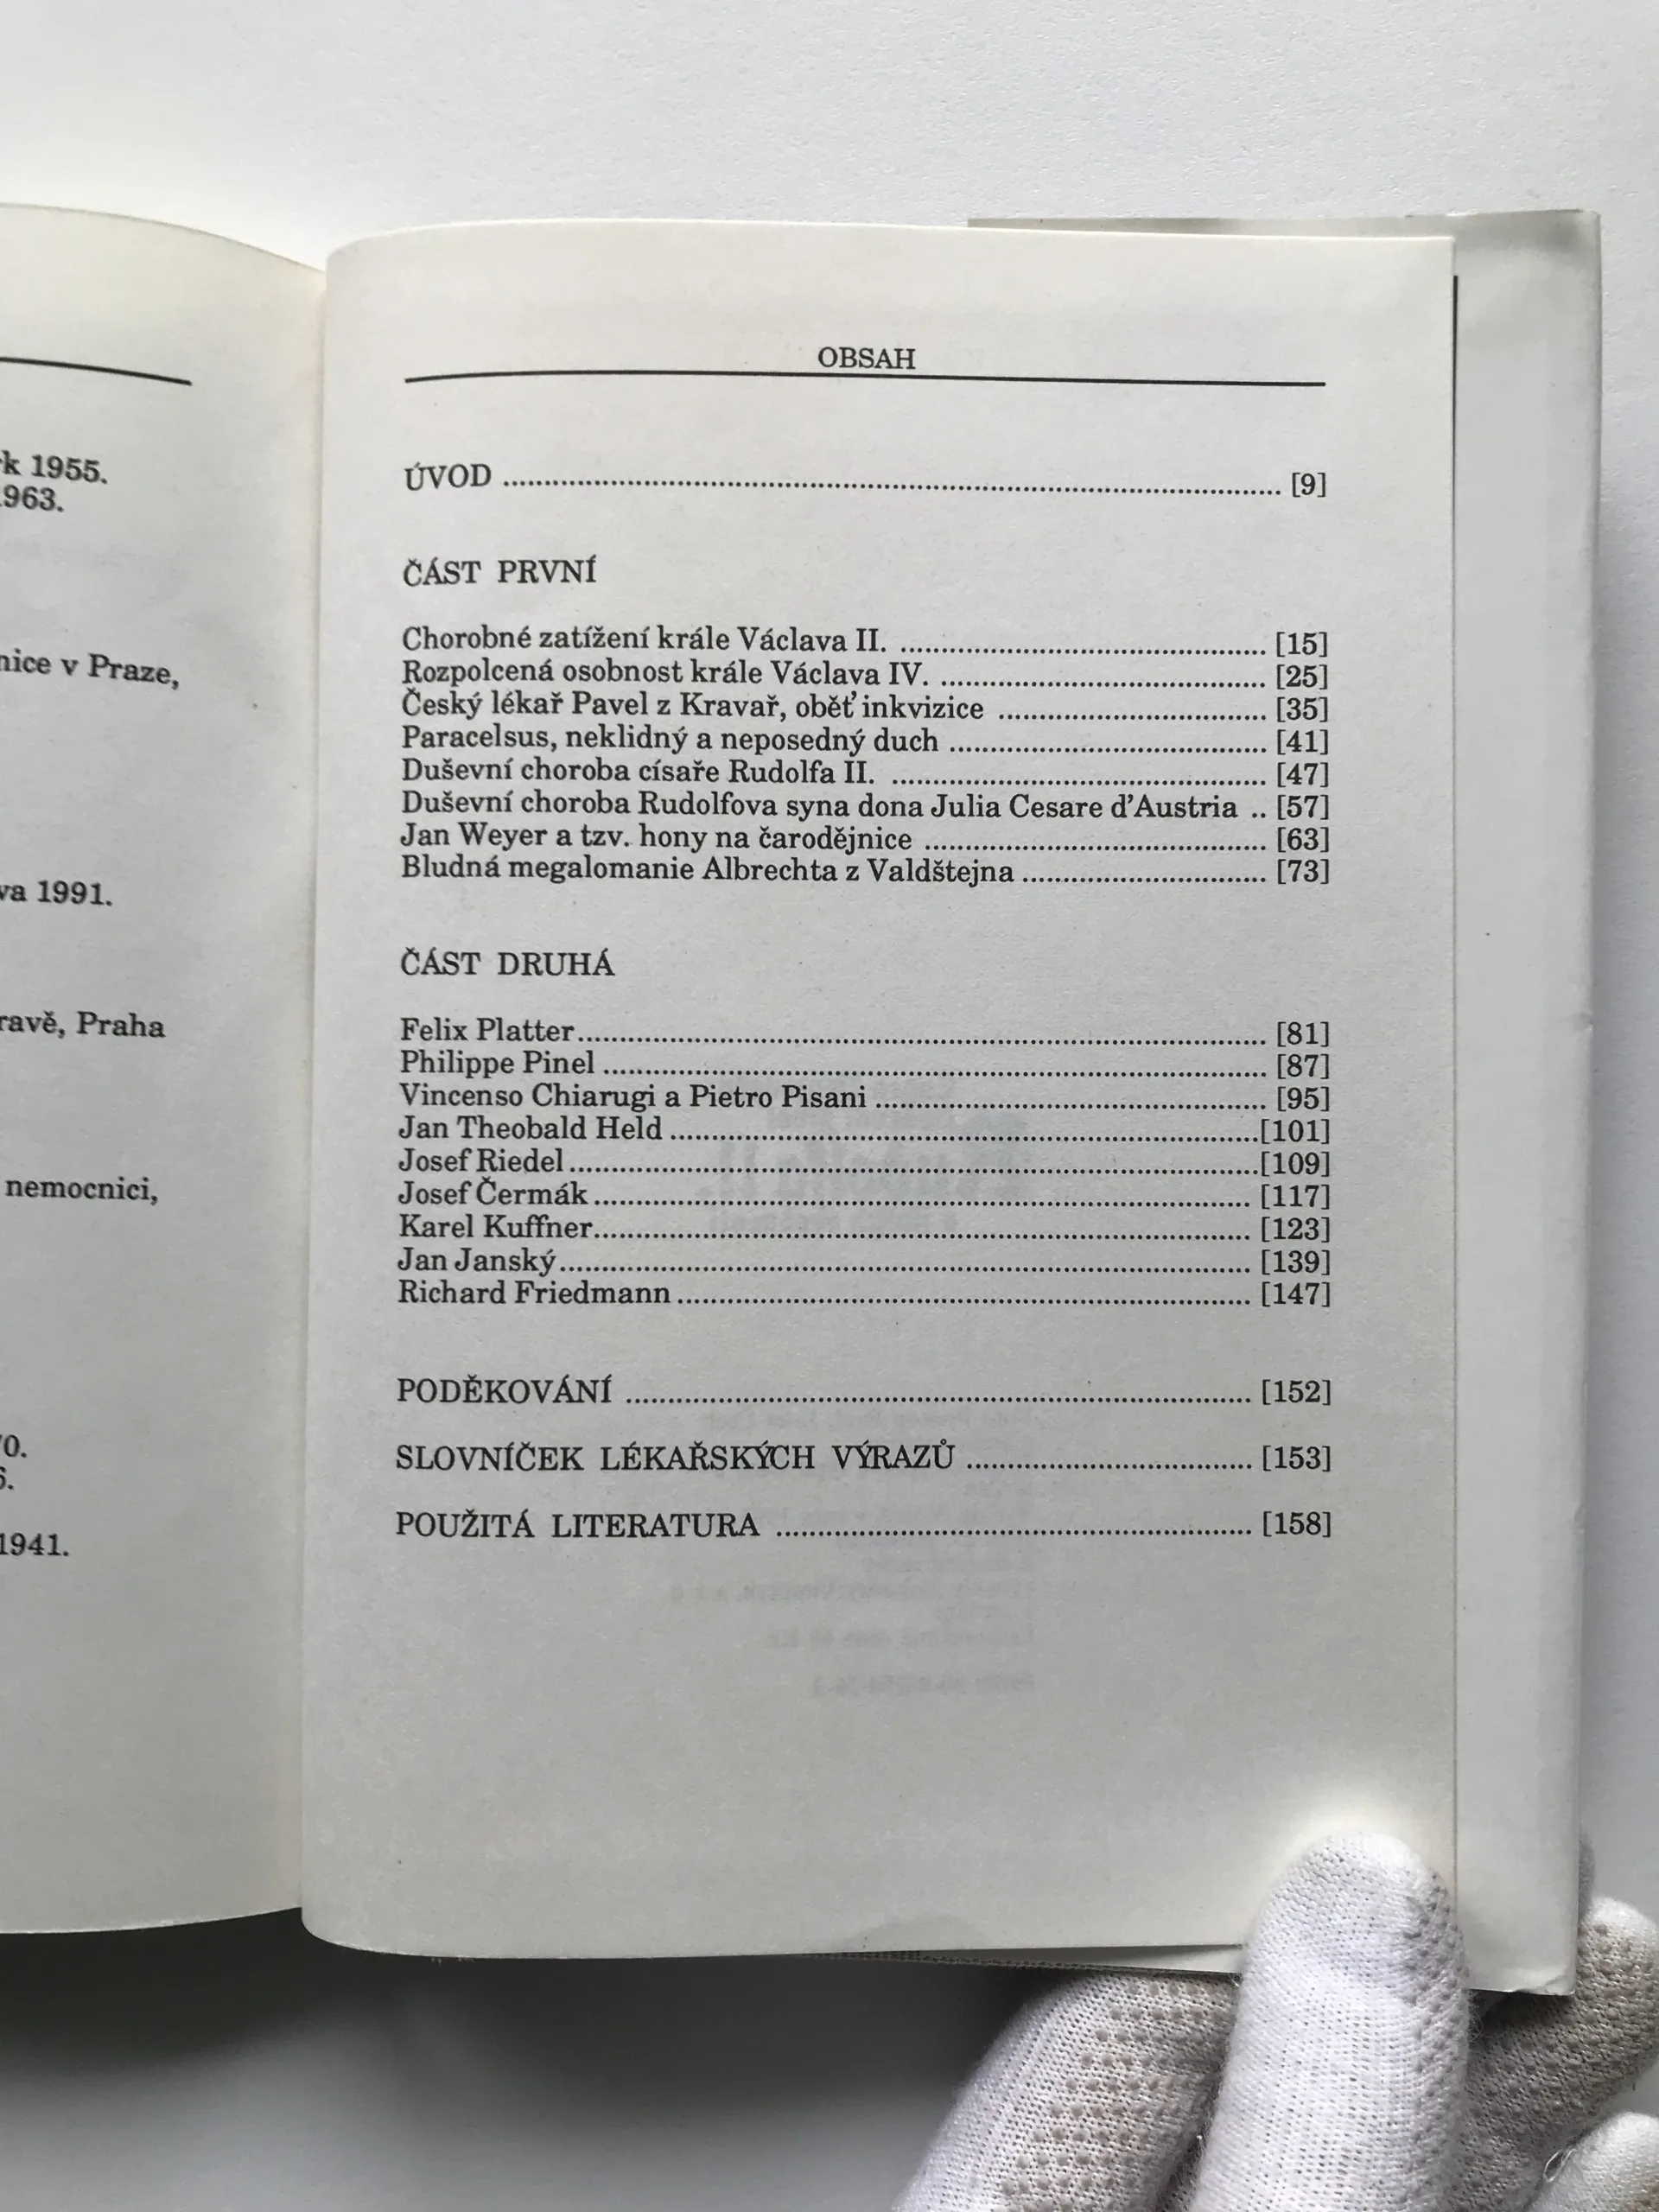 k 1955.
963.
nice v Praze,
va 1991.
ravě, Praha
nemocnici,
0.
1941.
OBSAH
ÚVOD ........................................ [9]
ČÁST PRVNÍ
Chorobné zatížení krále Václava II. ........................................ [15]
Rozpolcená osobnost krále Václava IV. ........................................ [25]
Český lékař Pavel z Kravař, oběť inkvizice ........................................ [35]
Paracelsus, neklidný a neposedný duch ........................................ [41]
Duševní choroba císaře Rudolfa II. ........................................ [47]
Duševní choroba Rudolfova syna dona Julia Cesare d'Austria .. [57]
Jan Weyer a tzv. hony na čarodějnice ........................................ [63]
Bludná megalomanie Albrechta z Valdštejna ........................................ [73]
ČÁST DRUHÁ
Felix Platter ........................................ [81]
Philippe Pinel ........................................ [87]
Vincenso Chiarugi a Pietro Pisani ........................................ [95]
Jan Theobald Held ........................................ [101]
Josef Riedel ........................................ [109]
Josef Čermák ........................................ [117]
Karel Kuffner ........................................ [123]
Jan Janský ........................................ [139]
Richard Friedmann ........................................ [147]
PODĚKOVÁNÍ ........................................ [152]
SLOVNÍČEK LÉKAŘSKÝCH VÝRAZŮ ........................................ [153]
POUŽITÁ LITERATURA ........................................ [158]